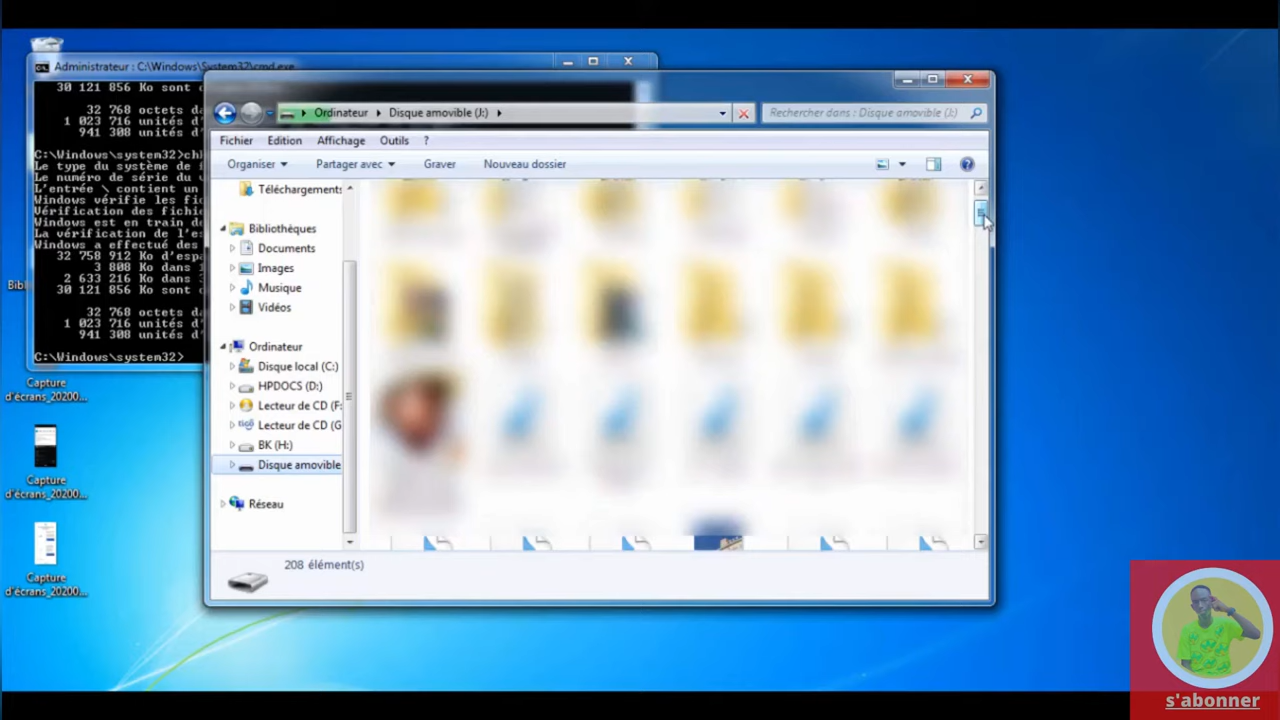 Administrateur : C:\Windows\System32\cmd.exe
30 121 856 Ko sont d
32 768 octets da
1 023 716 unités d'
941 308 unités d'
C:\Windows\system32>ch
Le type du système de f
Le numéro de série du v
L'entrée \ contient un
Windows vérifie les fic
Vérification des fichie
Windows est en train de
La vérification de l'es
Windows a effectué des
32 758 912 Ko d'espa
3 808 Ko dans
2 633 216 Ko dans
30 121 856 Ko sont d
32 768 octets d
1 023 716 unités d'
941 308 unités d'
C:\Windows\system32>
Bibl
Capture
d'écrans_20200...
Capture
d'écrans_20200...
Capture
d'écrans_20200...
Ordinateur
Disque amovible (J:)
Rechercher dans : Disque amovible (J:)
Fichier
Edition
Affichage
Outils
?
Organiser
Partager avec
Graver
Nouveau dossier
Téléchargements
Bibliothèques
Documents
Images
Musique
Vidéos
Ordinateur
Disque local (C:)
HPDOCS (D:)
Lecteur de CD (F:
Lecteur de CD (G
BK (H:)
Disque amovible
Réseau
208 élément(s)
s'abonner